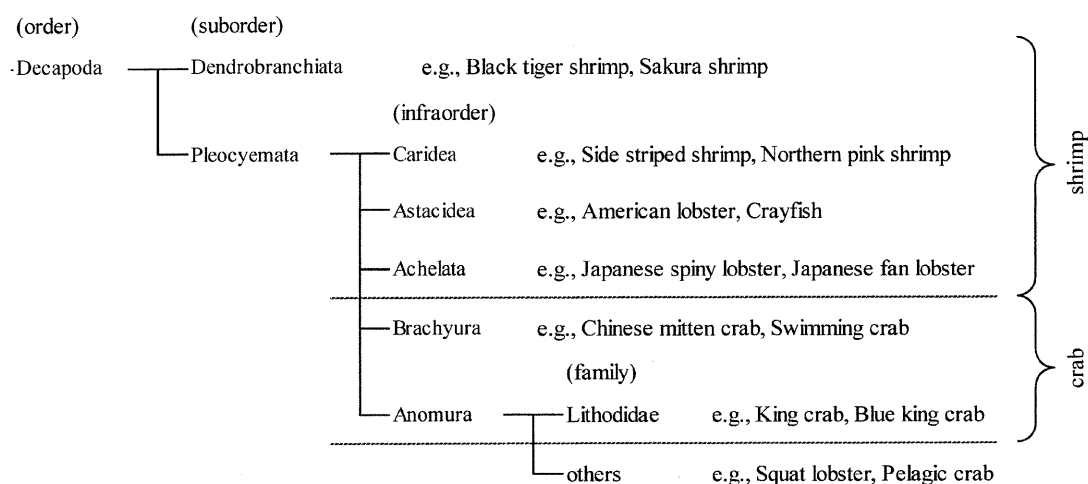 (order) (suborder)
·Decapoda Dendrobranchiata e.g., Black tiger shrimp, Sakura shrimp
(infraorder)
Pleocyemata Caridea e.g., Side striped shrimp, Northern pink shrimp
Astacidea e.g., American lobster, Crayfish
Achelata e.g., Japanese spiny lobster, Japanese fan lobster
shrimp
Brachyura e.g., Chinese mitten crab, Swimming crab
(family)
Anomura Lithodidae e.g., King crab, Blue king crab
crab
others e.g., Squat lobster, Pelagic crab